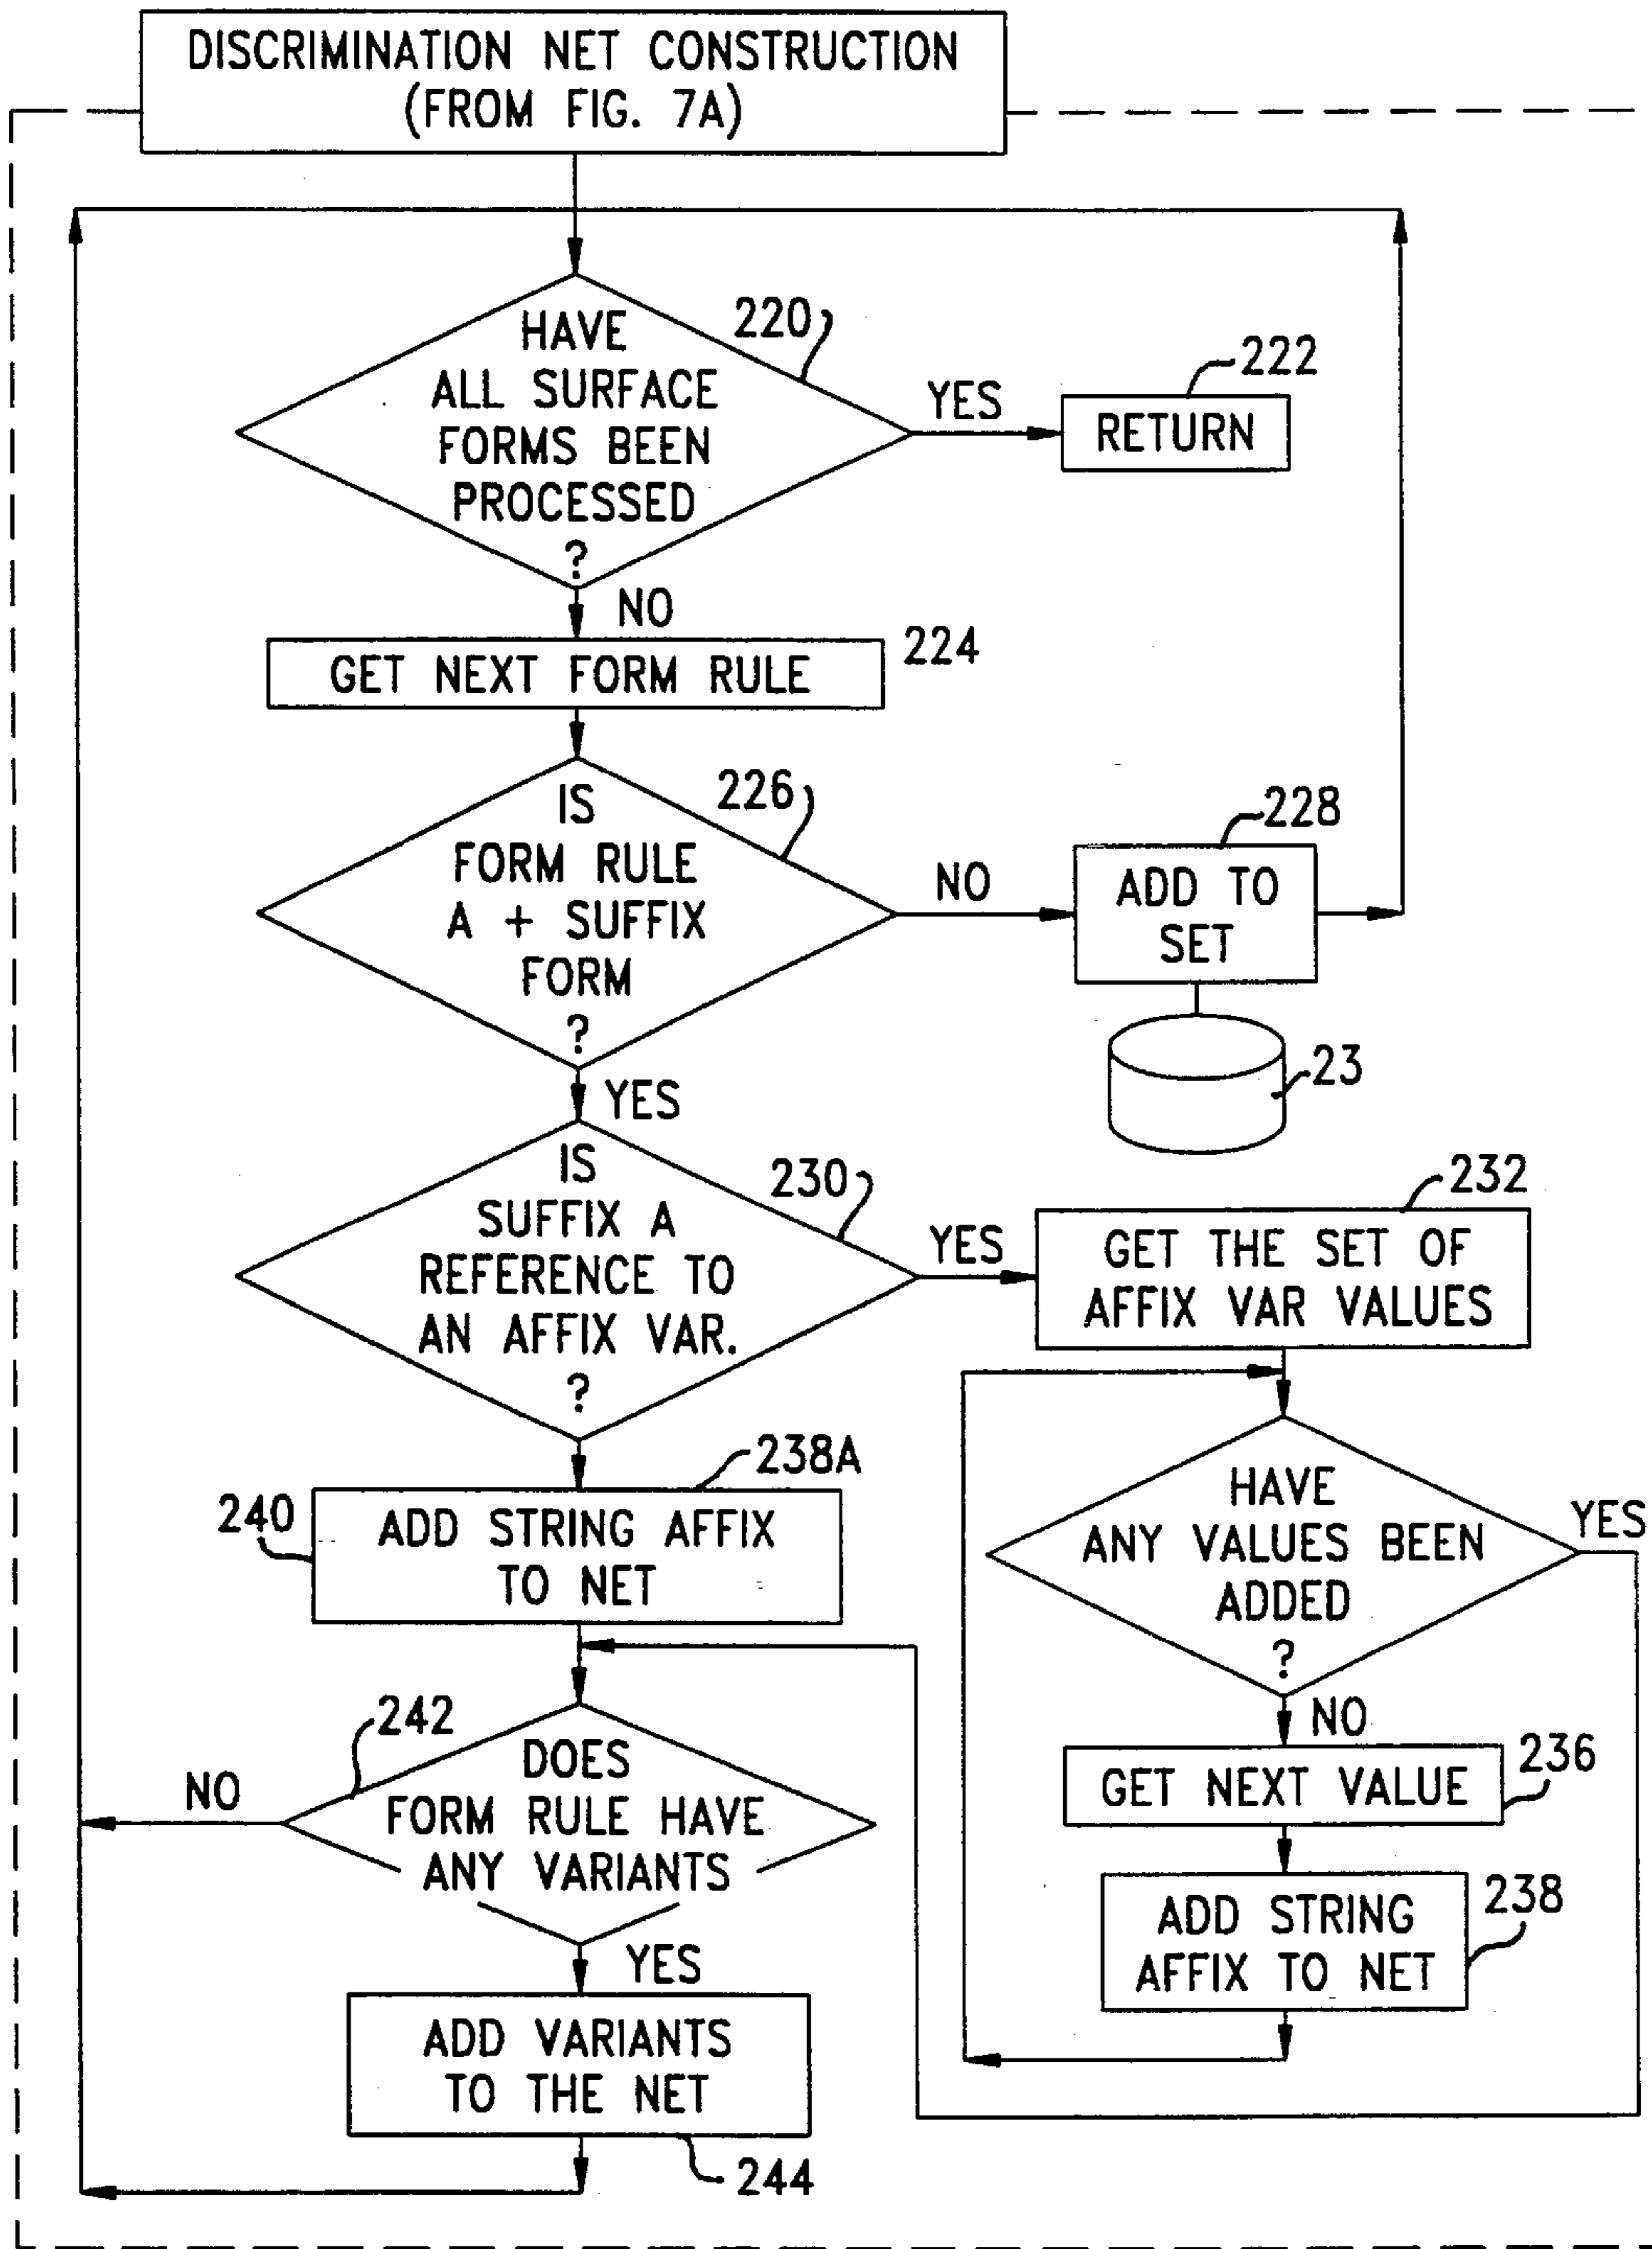 DISCRIMINATION NET CONSTRUCTION
(FROM FIG. 7A)
HAVE
ALL SURFACE
FORMS BEEN
PROCESSED
?
220
YES
222
RETURN
NO
GET NEXT FORM RULE
224
IS
FORM RULE
A + SUFFIX
FORM
?
226
NO
228
ADD TO
SET
23
YES
IS
SUFFIX A
REFERENCE TO
AN AFFIX VAR.
?
230
YES
232
GET THE SET OF
AFFIX VAR VALUES
238A
240
ADD STRING AFFIX
TO NET
HAVE
ANY VALUES BEEN
ADDED
?
YES
NO
GET NEXT VALUE
236
ADD STRING
AFFIX TO NET
238
242
DOES
FORM RULE HAVE
ANY VARIANTS
NO
YES
ADD VARIANTS
TO THE NET
244